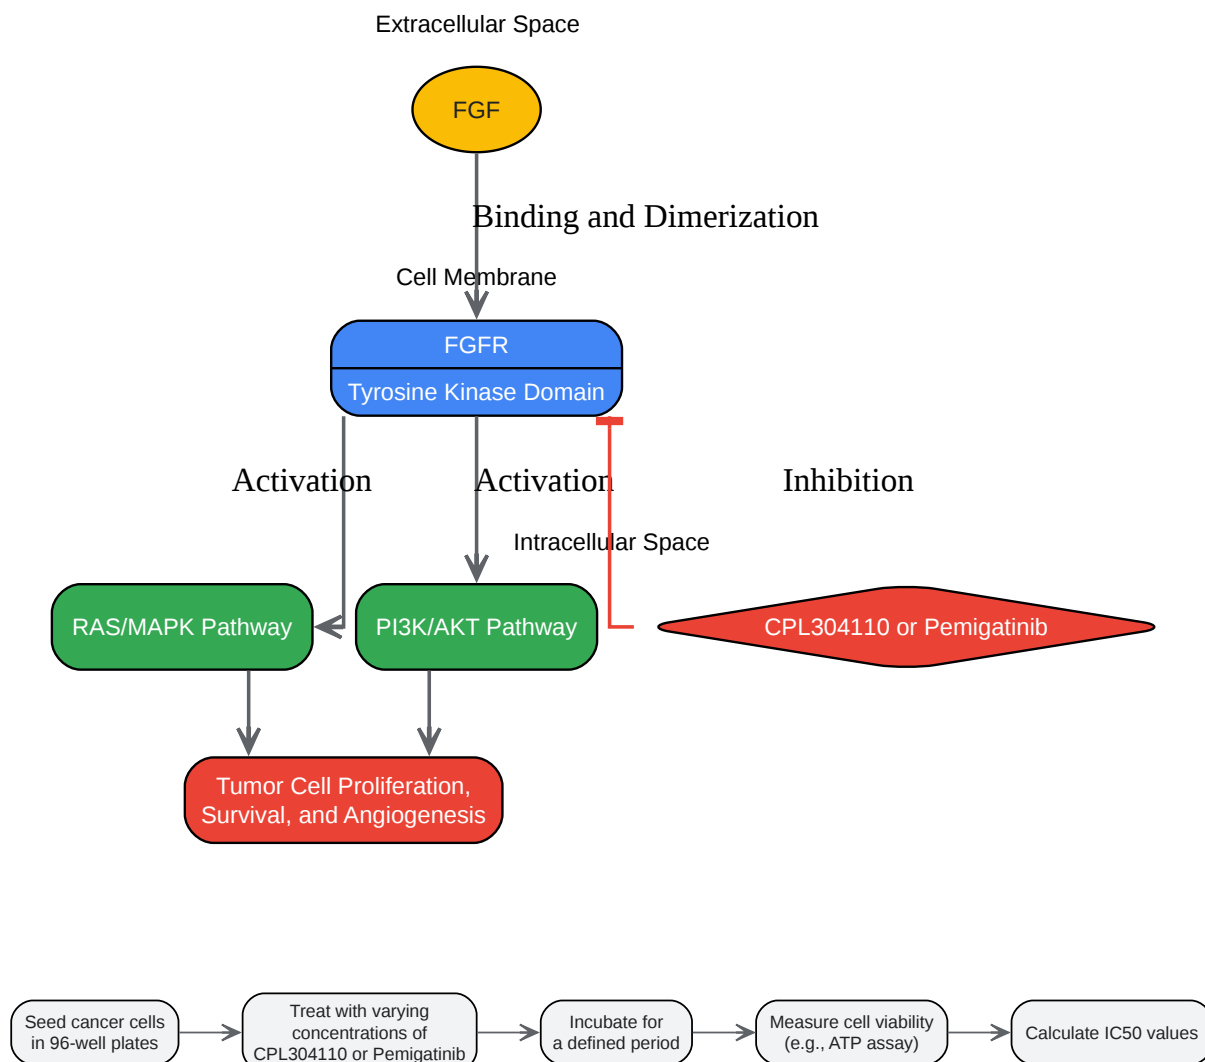 Extracellular Space
FGF
Binding and Dimerization
Cell Membrane
FGFR
Tyrosine Kinase Domain
Activation
Activation
Inhibition
Intracellular Space
RAS/MAPK Pathway
PI3K/AKT Pathway
CPL304110 or Pemigatinib
Tumor Cell Proliferation,
Survival, and Angiogenesis
Seed cancer cells
in 96-well plates
Treat with varying
concentrations of
CPL304110 or Pemigatinib
Incubate for
a defined period
Measure cell viability
(e.g., ATP assay)
Calculate IC50 values